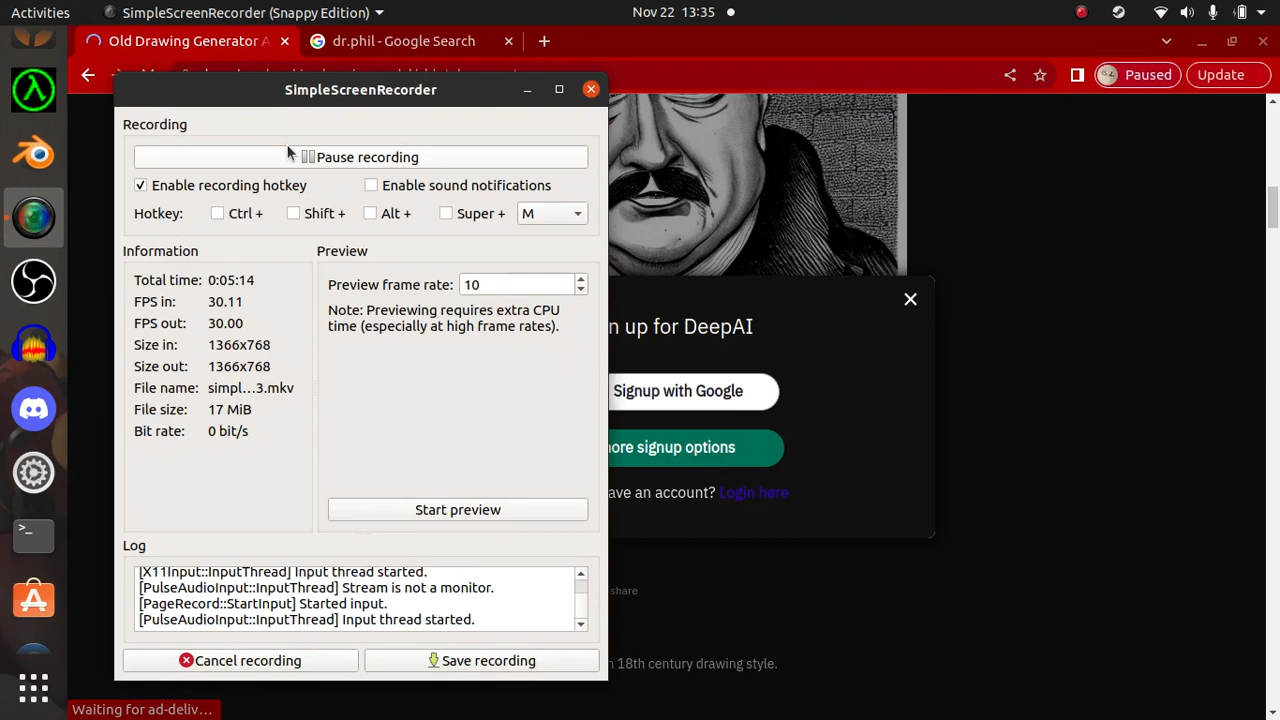 Activities
SimpleScreenRecorder (Snappy Edition)
Nov 22 13:35
Old Drawing Generator A
dr.phil - Google Search
Paused
Update
SimpleScreenRecorder
Recording
Pause recording
Enable recording hotkey
Enable sound notifications
Hotkey:
Ctrl +
Shift +
Alt +
Super +
M
Information
Total time: 0:05:14
FPS in: 30.11
FPS out: 30.00
Size in: 1366x768
Size out: 1366x768
File name: simpl...3.mkv
File size: 17 MiB
Bit rate: 0 bit/s
Preview
Preview frame rate: 10
Note: Previewing requires extra CPU
time (especially at high frame rates).
Start preview
Log
[X11Input::InputThread] Input thread started.
[PulseAudioInput::InputThread] Stream is not a monitor.
[PageRecord::StartInput] Started input.
[PulseAudioInput::InputThread] Input thread started.
Cancel recording
Save recording
n up for DeepAI
Signup with Google
ore signup options
ave an account? Login here
share
n 18th century drawing style.
Waiting for ad-deliv...